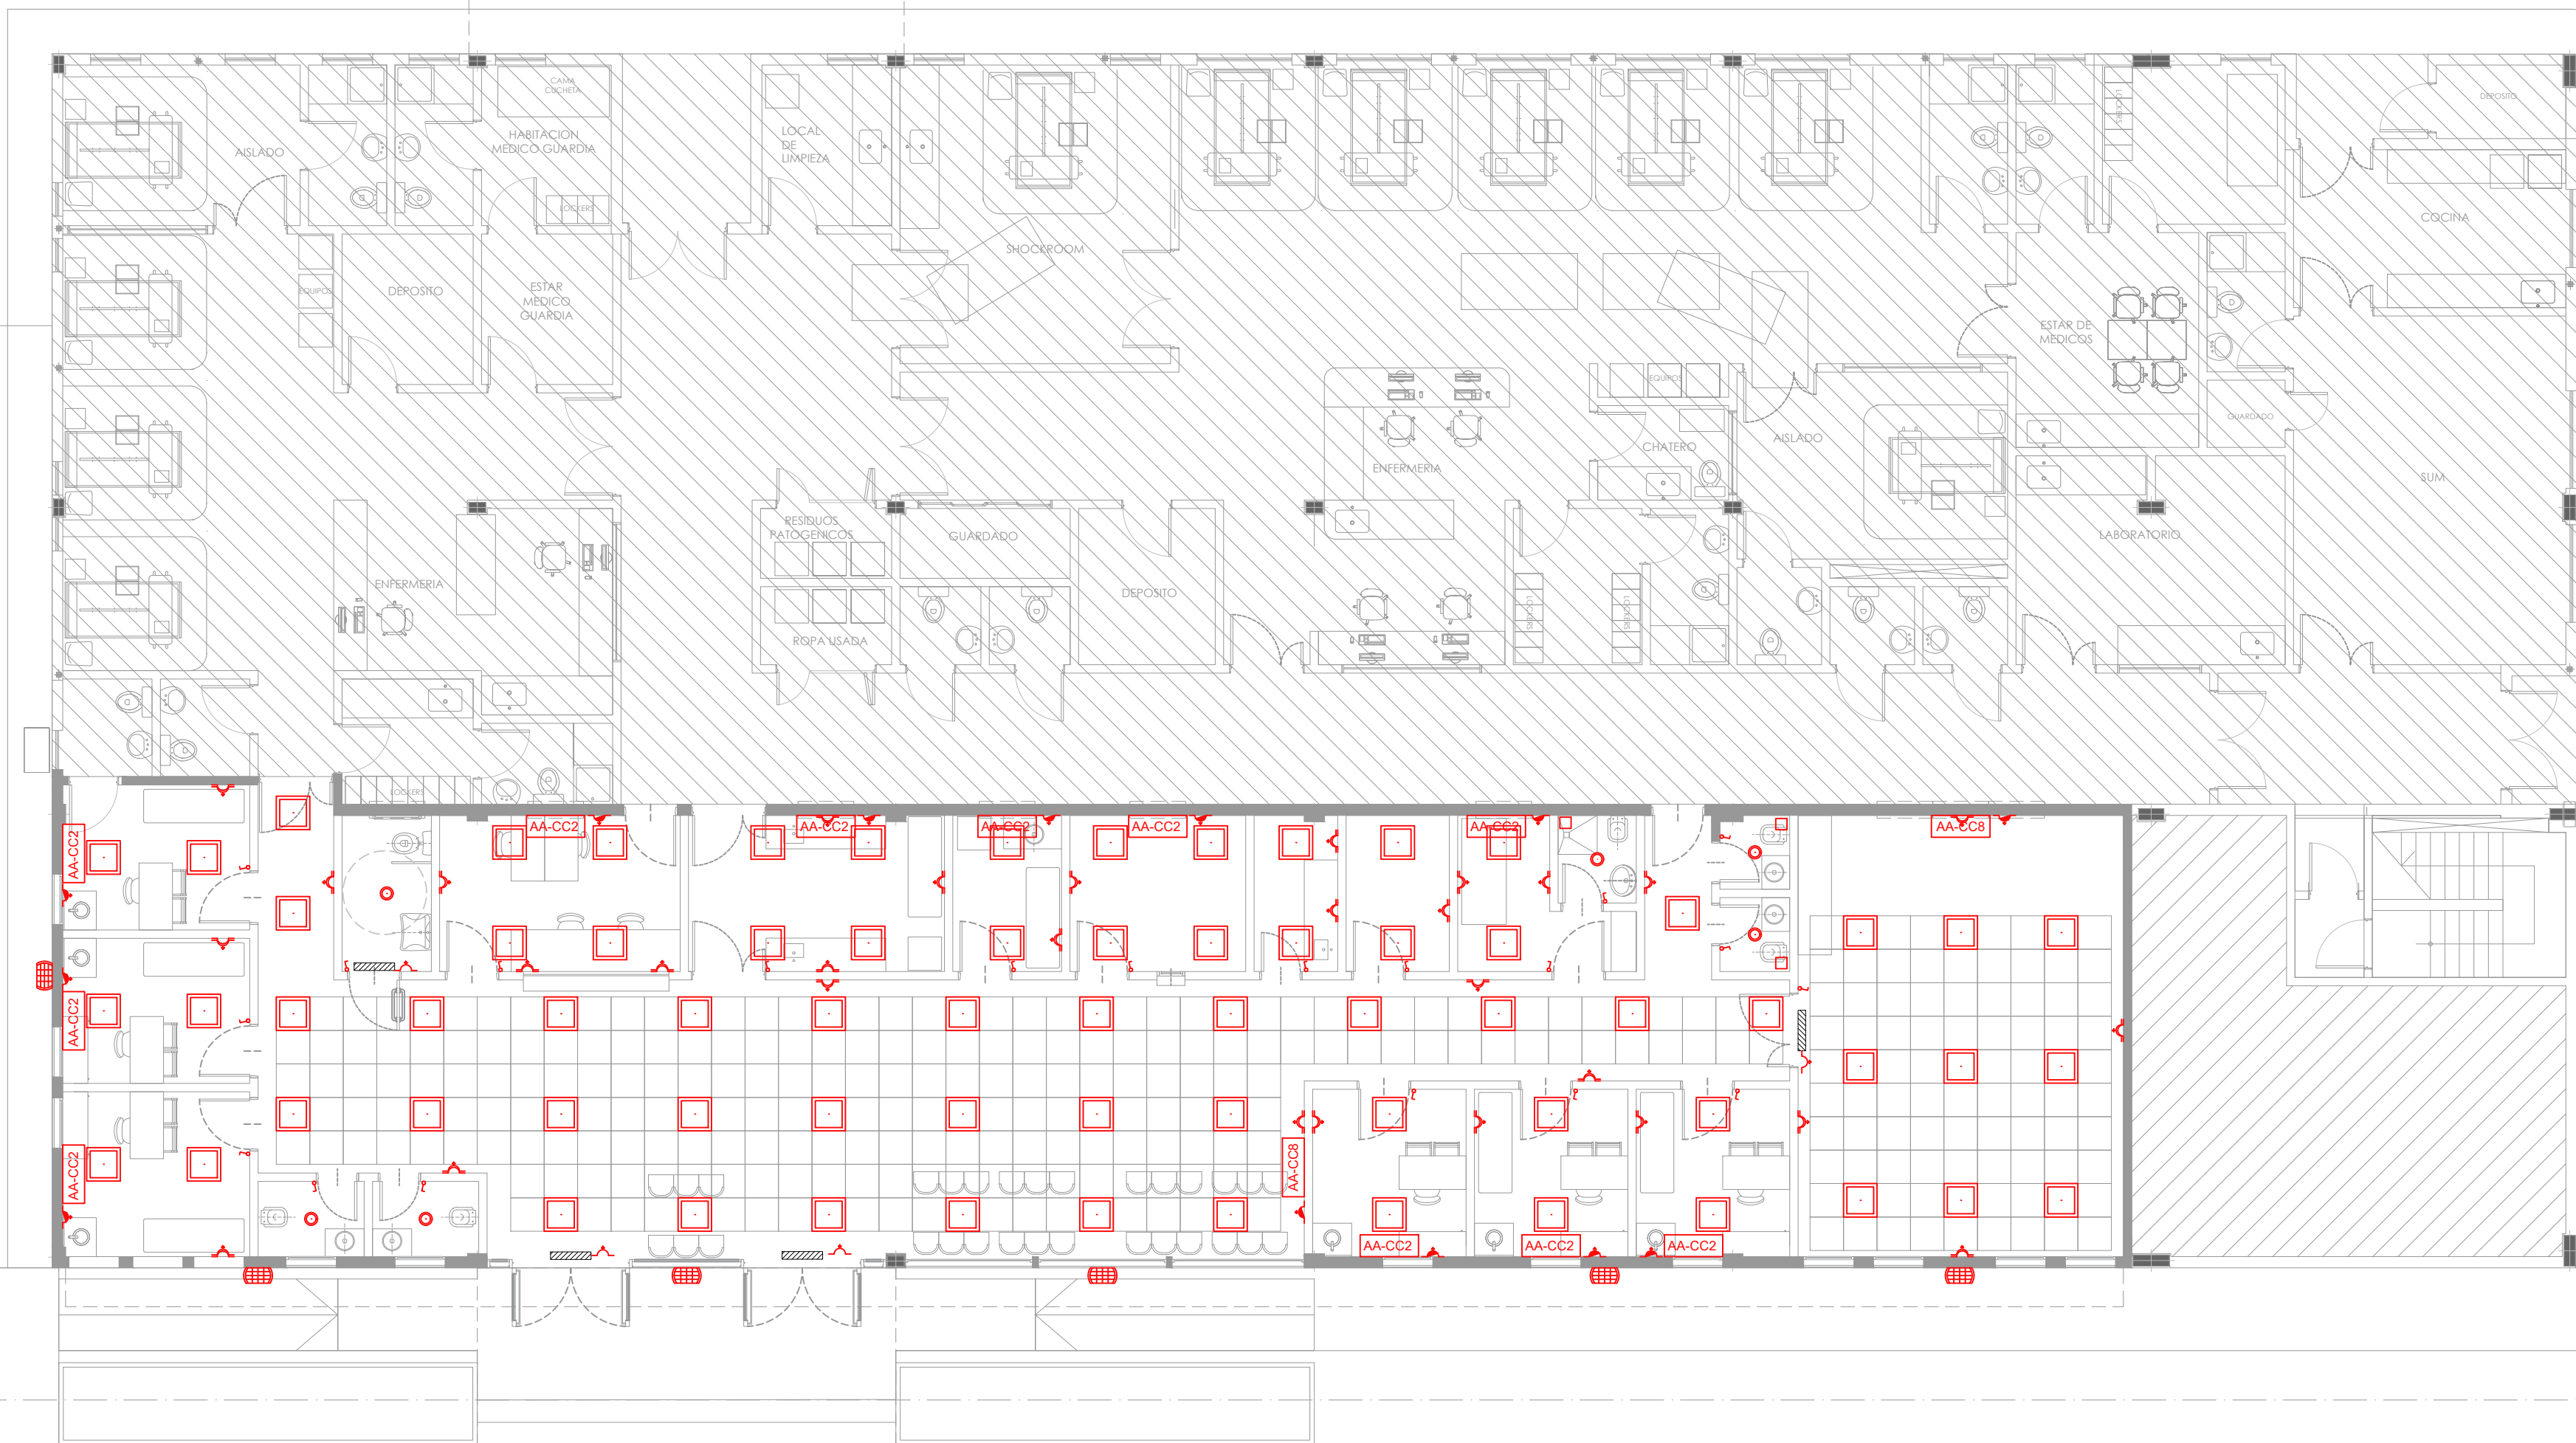 CAMA
CUCHETA
DEPOSITO
LOCKERS
HABITACION
MEDICO GUARDIA
LOCAL
DE
LIMPIEZA
AISLADO
LOCKERS
COCINA
SHOCKROOM
EQUIPOS
DEPOSITO
ESTAR
MEDICO
GUARDIA
ESTAR DE
MEDICOS
EQUIPOS
GUARDADO
AISLADO
CHATERO
ENFERMERIA
SUM
RESIDUOS
PATOGENICOS
GUARDADO
LABORATORIO
ENFERMERIA
DEPOSITO
LOCKERS
LOCKERS
ROPA USADA
LOCKERS
AA-CC2
AA-CC2
AA-CC2
AA-CC2
AA-CC2
AA-CC2
AA-CC8
AA-CC2
AA-CC2
AA-CC8
AA-CC2
AA-CC2
AA-CC2